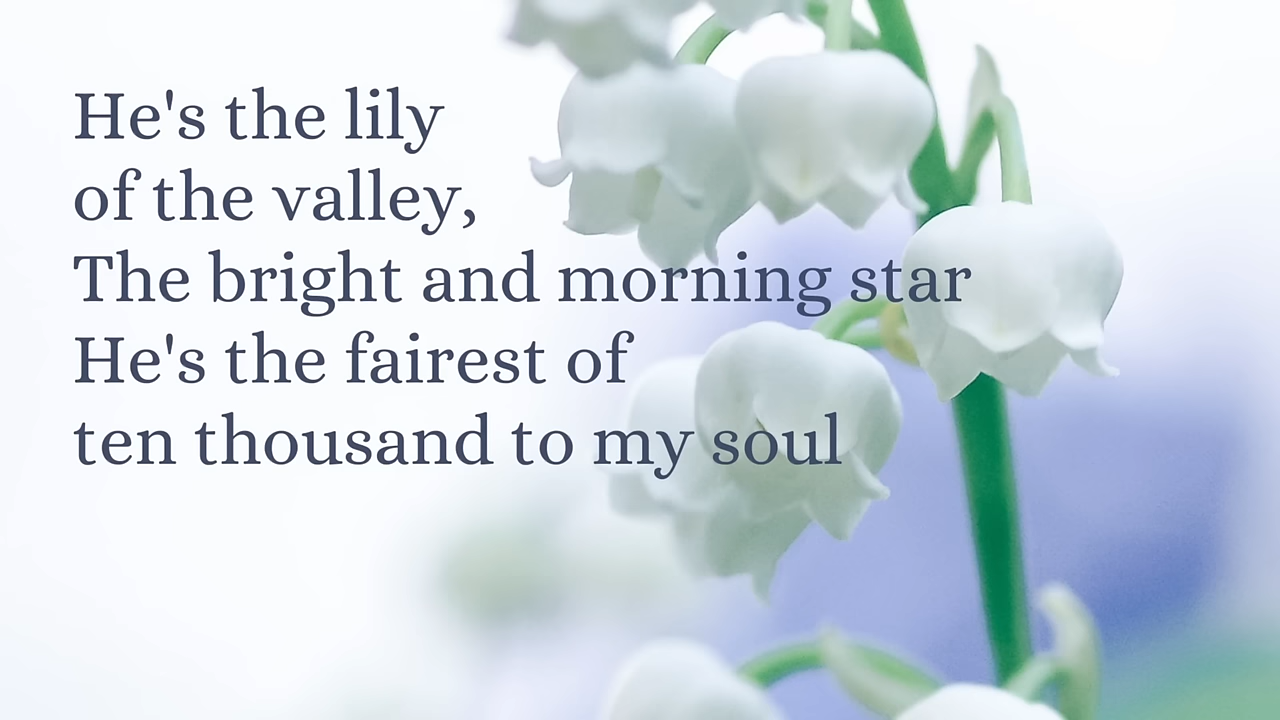 He's the lily
of the valley,
The bright and morning star
He's the fairest of
ten thousand to my soul